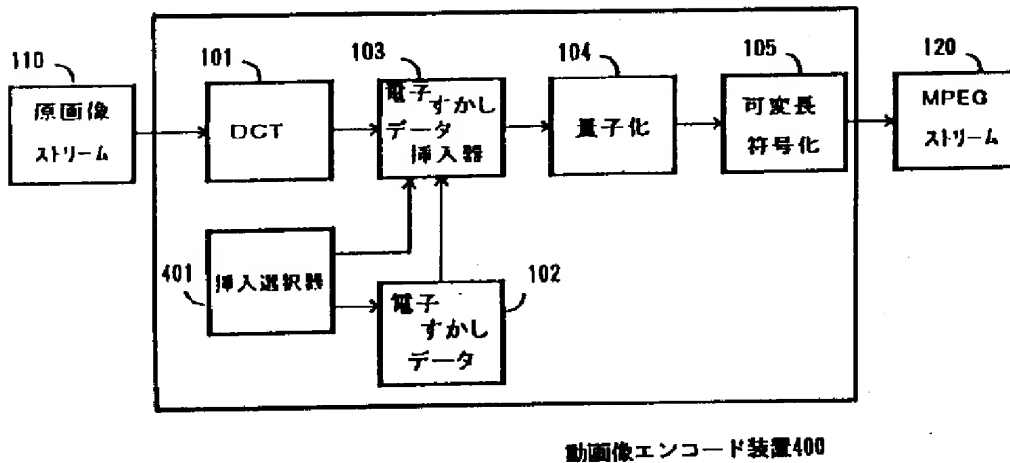 110
原画像
ストリーム
101
DCT
103
電子
すかし
データ
挿入器
104
量子化
105
可変長
符号化
120
MPEG
ストリーム
401
挿入選択器
102
電子
すかし
データ
動画像エンコード装置400